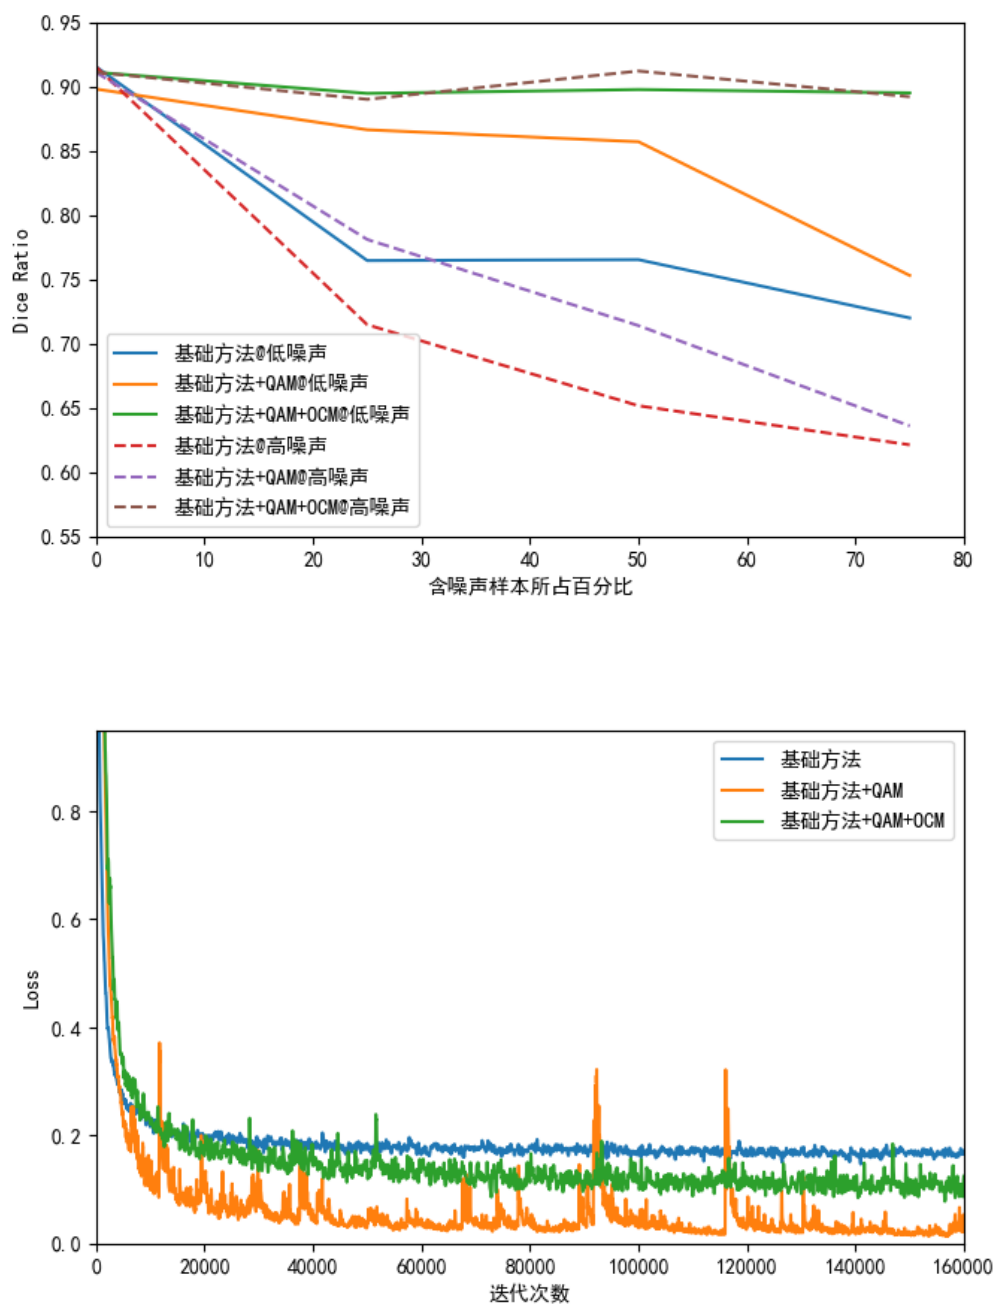 0.95
0.90
0.85
0.80
0.75
0.70
0.65
0.60
0.55
Dice Ratio
基础方法@低噪声
基础方法+QAM@低噪声
基础方法+QAM+OCM@低噪声
基础方法@高噪声
基础方法+QAM@高噪声
基础方法+QAM+OCM@高噪声
0 10 20 30 40 50 60 70 80
含噪声样本所占百分比
0.8
0.6
0.4
0.2
0.0
Loss
基础方法
基础方法+QAM
基础方法+QAM+OCM
0 20000 40000 60000 80000 100000 120000 140000 160000
迭代次数